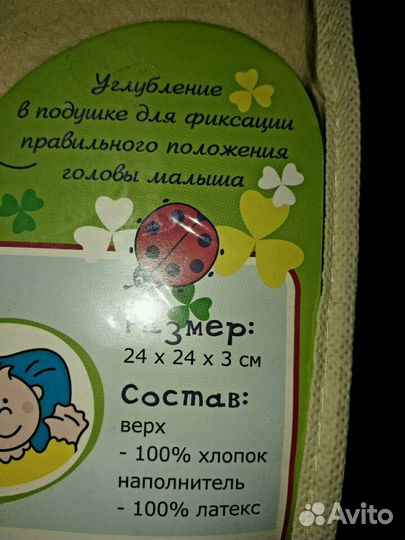 Углубление
в подушке для фиксации
правильного положения
головы малыша
Размер:
24 х 24 х 3 см
Состав:
верх
- 100% хлопок
наполнитель
- 100% латекс
Avito